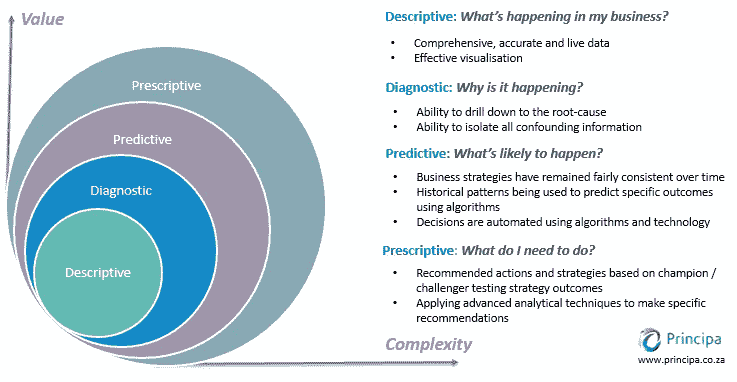 Value
Prescriptive
Predictive
Diagnostic
Descriptive
Complexity
Descriptive: What's happening in my business?
• Comprehensive, accurate and live data
• Effective visualisation
Diagnostic: Why is it happening?
• Ability to drill down to the root-cause
• Ability to isolate all confounding information
Predictive: What's likely to happen?
• Business strategies have remained fairly consistent over time
• Historical patterns being used to predict specific outcomes
using algorithms
• Decisions are automated using algorithms and technology
Prescriptive: What do I need to do?
• Recommended actions and strategies based on champion /
challenger testing strategy outcomes
• Applying advanced analytical techniques to make specific
recommendations
Principa
www.principa.co.za